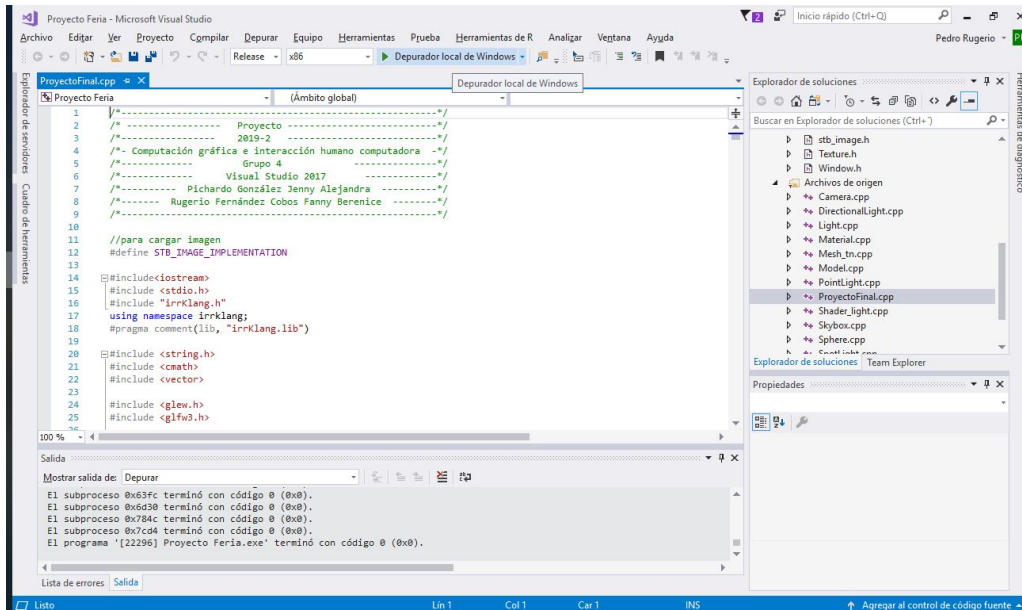 Proyecto Feria - Microsoft Visual Studio
2
Inicio rápido (Ctrl+Q)
Archivo Editar Ver Proyecto Compilar Depurar Equipo Herramientas Prueba Herramientas de R Analizar Ventana Ayuda
Pedro Rugerio
Release x86 Depurador local de Windows
Depurador local de Windows
Explorador de servidores
Cuadro de herramientas
ProyectoFinal.cpp
Proyecto Feria (Ámbito global)
1 /*---------------------------------------------------------*/
2 /* ---------------- Proyecto ---------------------------*/
3 /*----------------- 2019-2 ---------------------------*/
4 /*- Computación gráfica e interacción humano computadora -*/
5 /*------------- Grupo 4 ---------------*/
6 /*------------- Visual Studio 2017 -------------*/
7 /*---------- Pichardo González Jenny Alejandra ----------*/
8 /*------- Rugerio Fernández Cobos Fanny Berenice --------*/
9 /*---------------------------------------------------------*/
10
11 //para cargar imagen
12 #define STB_IMAGE_IMPLEMENTATION
13
14 #include<iostream>
15 #include <stdio.h>
16 #include "irrKlang.h"
17 using namespace irrklang;
18 #pragma comment(lib, "irrKlang.lib")
19
20 #include <string.h>
21 #include <cmath>
22 #include <vector>
23
24 #include <glew.h>
25 #include <glfw3.h>
26
100 %
Salida
Mostrar salida de: Depurar
El subproceso 0x63fc terminó con código 0 (0x0).
El subproceso 0x6d30 terminó con código 0 (0x0).
El subproceso 0x784c terminó con código 0 (0x0).
El subproceso 0x7cd4 terminó con código 0 (0x0).
El programa '[22296] Proyecto Feria.exe' terminó con código 0 (0x0).
Lista de errores Salida
Explorador de soluciones
Buscar en Explorador de soluciones (Ctrl+´)
stb_image.h
Texture.h
Window.h
Archivos de origen
Camera.cpp
DirectionalLight.cpp
Light.cpp
Material.cpp
Mesh_tn.cpp
Model.cpp
PointLight.cpp
ProyectoFinal.cpp
Shader_light.cpp
Skybox.cpp
Sphere.cpp
SpotLight.cpp
Explorador de soluciones Team Explorer
Propiedades
Herramientas de diagnóstico
Listo Lín 1 Col 1 Car 1 INS Agregar al control de código fuente